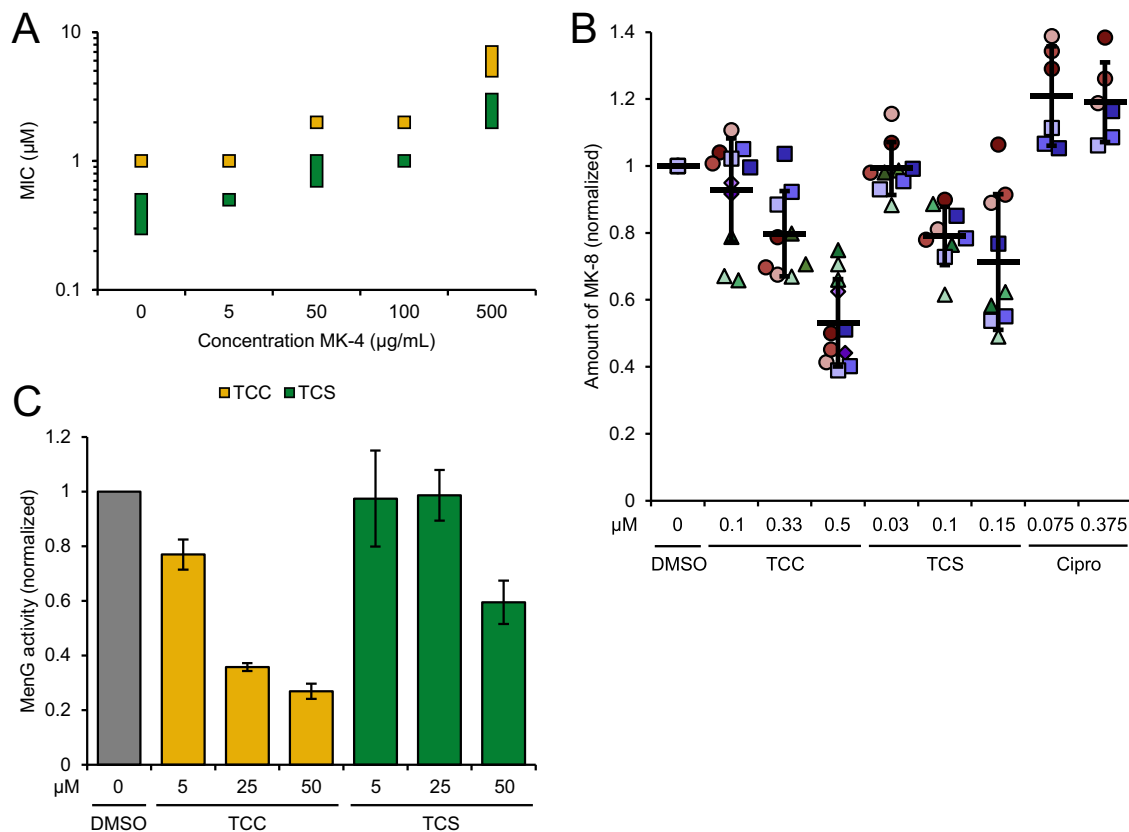 A
MIC (µM)
10
1
0.1
0 5 50 100 500
Concentration MK-4 (µg/mL)
TCC TCS
B
Amount of MK-8 (normalized)
1.4
1.2
1
0.8
0.6
0.4
0.2
0
µM 0 0.1 0.33 0.5 0.03 0.1 0.15 0.075 0.375
DMSO TCC TCS Cipro
C
MenG activity (normalized)
1.2
1
0.8
0.6
0.4
0.2
0
µM 0 5 25 50 5 25 50
DMSO TCC TCS